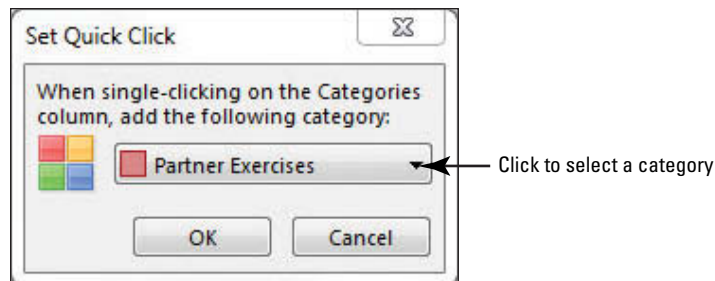 Set Quick Click
When single-clicking on the Categories
column, add the following category:
Partner Exercises
Click to select a category
OK
Cancel